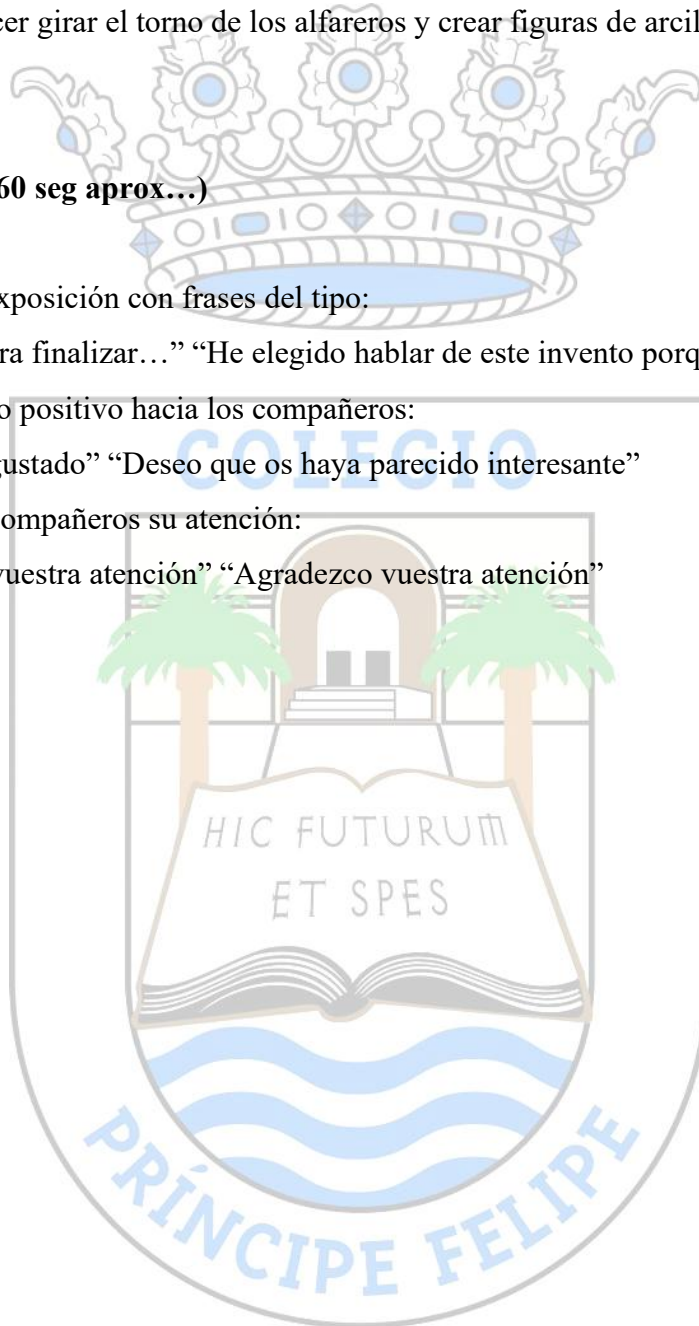 cer girar el torno de los alfareros y crear figuras de arcil
60 seg aprox…)
xposición con frases del tipo:
ra finalizar…” “He elegido hablar de este invento porq
o positivo hacia los compañeros:
gustado” “Deseo que os haya parecido interesante”
compañeros su atención:
vuestra atención” “Agradezco vuestra atención”
COLEGIO
HIC FUTURUM
ET SPES
PRÍNCIPE FELIPE